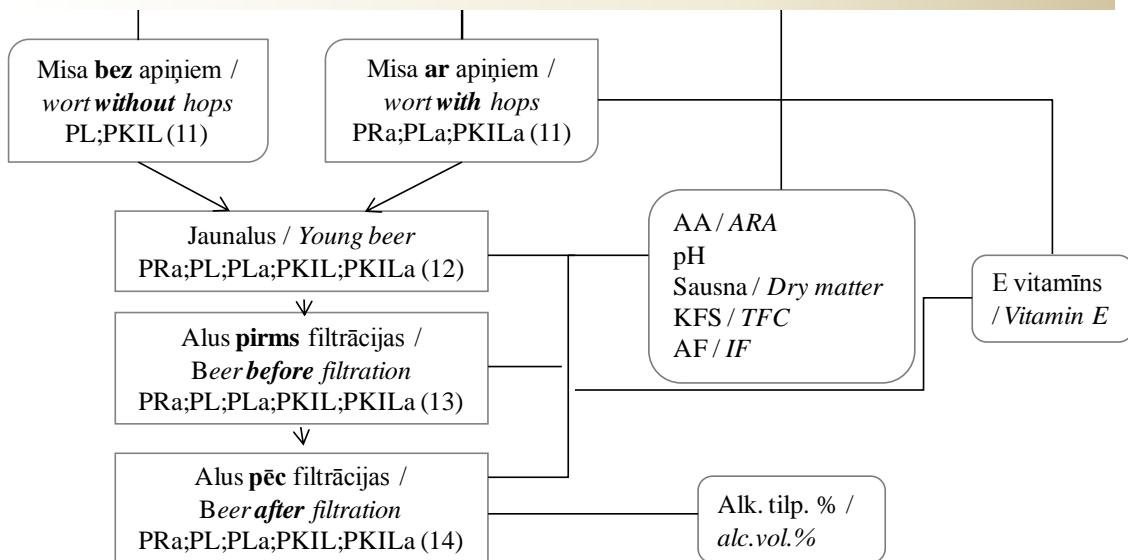 Misa bez apiņiem /
wort without hops
PL;PKIL (11)
Misa ar apiņiem /
wort with hops
PRa;PLa;PKILa (11)
Jaunalus / Young beer
PRa;PL;PLa;PKIL;PKILa (12)
Alus pirms filtrācijas /
Beer before filtration
PRa;PL;PLa;PKIL;PKILa (13)
Alus pēc filtrācijas /
Beer after filtration
PRa;PL;PLa;PKIL;PKILa (14)
AA / ARA
pH
Sausna / Dry matter
KFS / TFC
AF / IF
E vitamīns
/ Vitamin E
Alk. tilp. % /
alc.vol.%